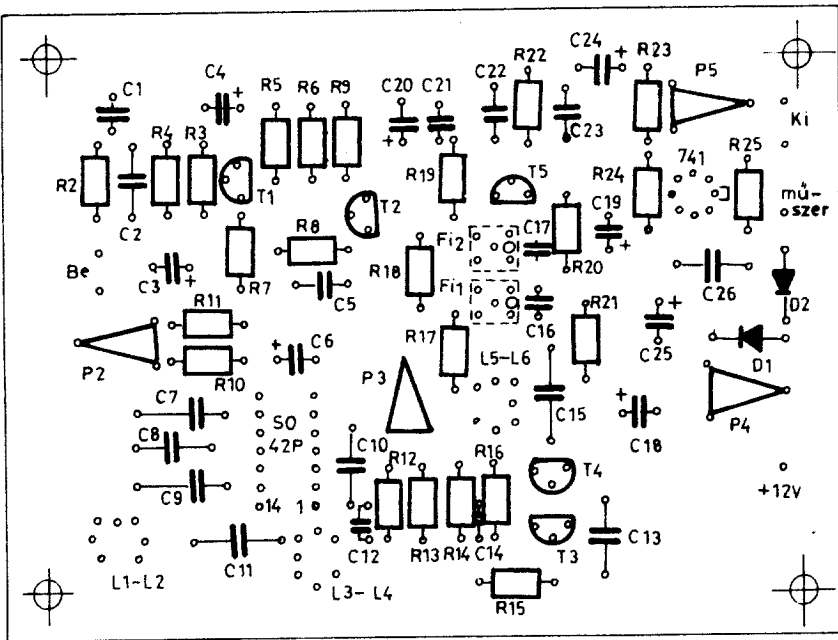 C1
C4
+
R5
R6
R9
C20
C21
+
C22
R22
C24
+
R23
P5
Ki
R2
R4
R3
C2
T1
T2
R19
T5
C23
R24
741
R25
mű-
szer
Be
C3
+
R7
R8
C5
R18
Fi2
C17
R20
C19
+
C26
D2
Fi1
C16
R21
C25
+
D1
P2
R11
R10
+
C6
P3
R17
L5-L6
C15
+
C18
P4
C7
C8
C9
SO
42P
14
1
C10
R12
R16
T4
+12V
L1-L2
C11
C12
R13
R14
C14
T3
C13
L3-L4
R15